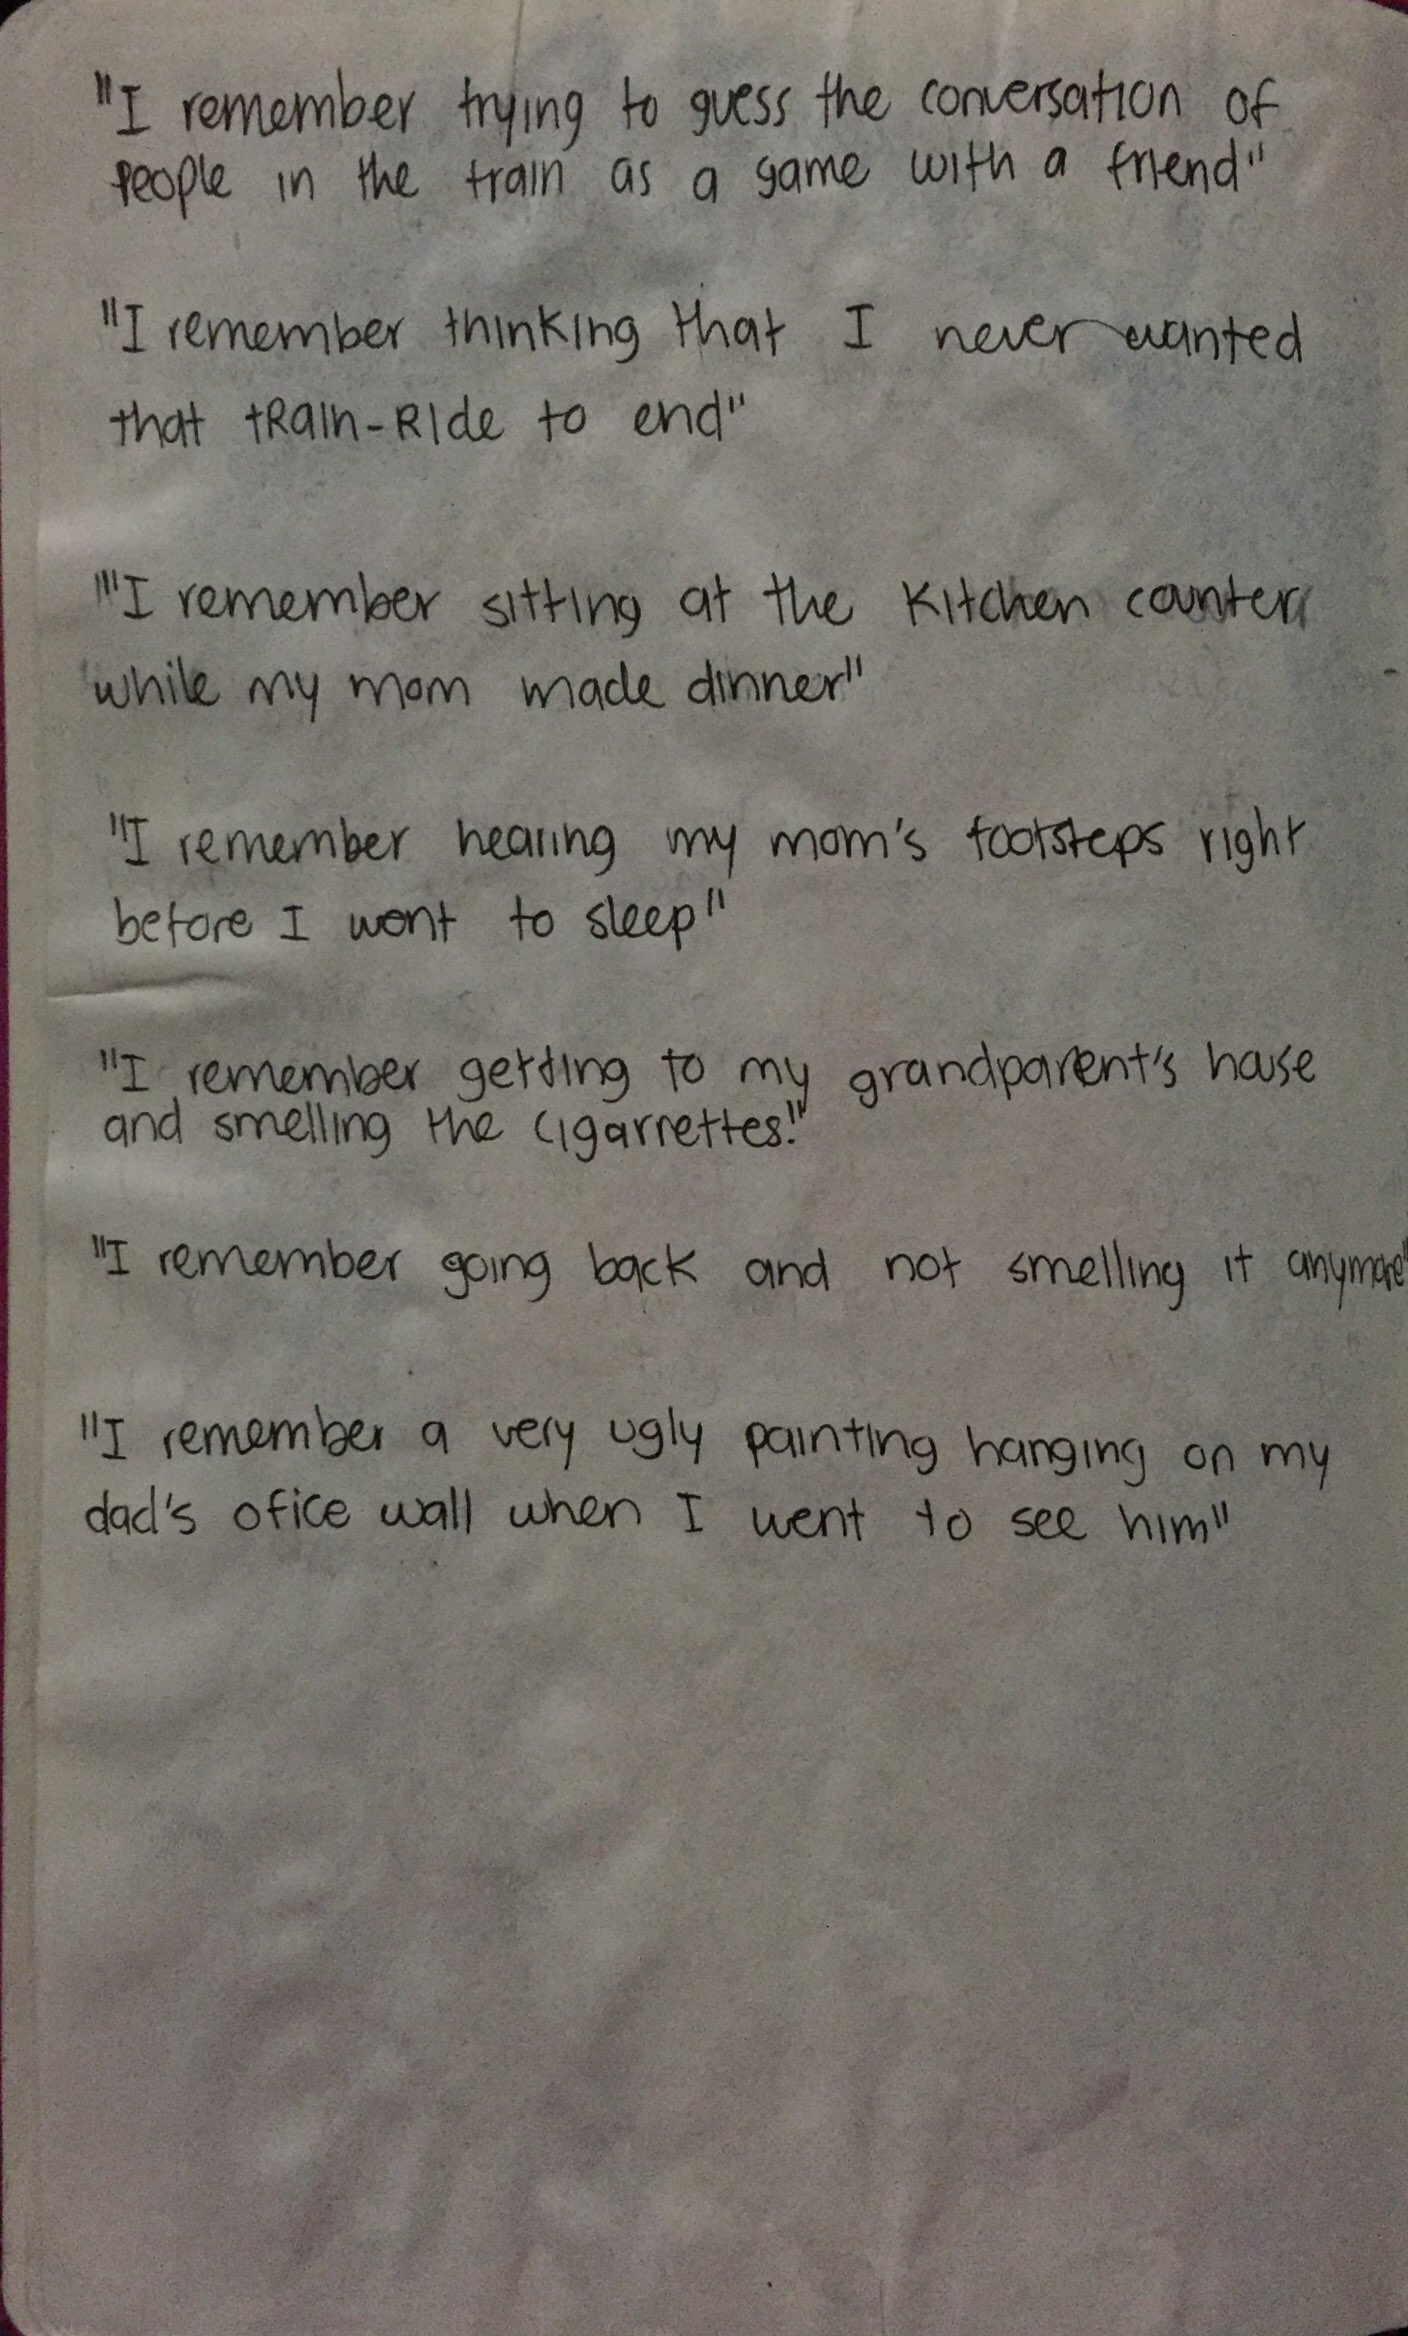 "I remember trying to guess the conversation of
people in the train as a game with a friend"
"I remember thinking that I never wanted
that tRain-Ride to end"
"I remember sitting at the kitchen counter
while my mom made dinner"
"I remember hearing my mom's footsteps right
before I went to sleep"
"I remember getting to my grandparent's house
and smelling the cigarrettes."
"I remember going back and not smelling it anymore"
"I remember a very ugly painting hanging on my
dad's ofice wall when I went to see him"